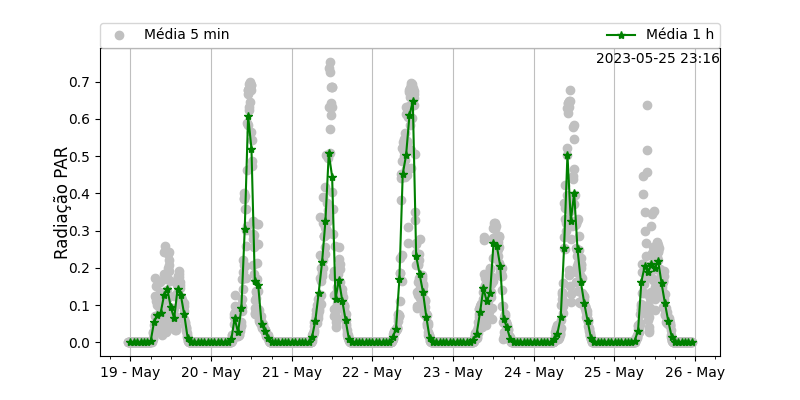 Média 5 min
Média 1 h
2023-05-25 23:16
Radiação PAR
0.7
0.6
0.5
0.4
0.3
0.2
0.1
0.0
19 - May
20 - May
21 - May
22 - May
23 - May
24 - May
25 - May
26 - May